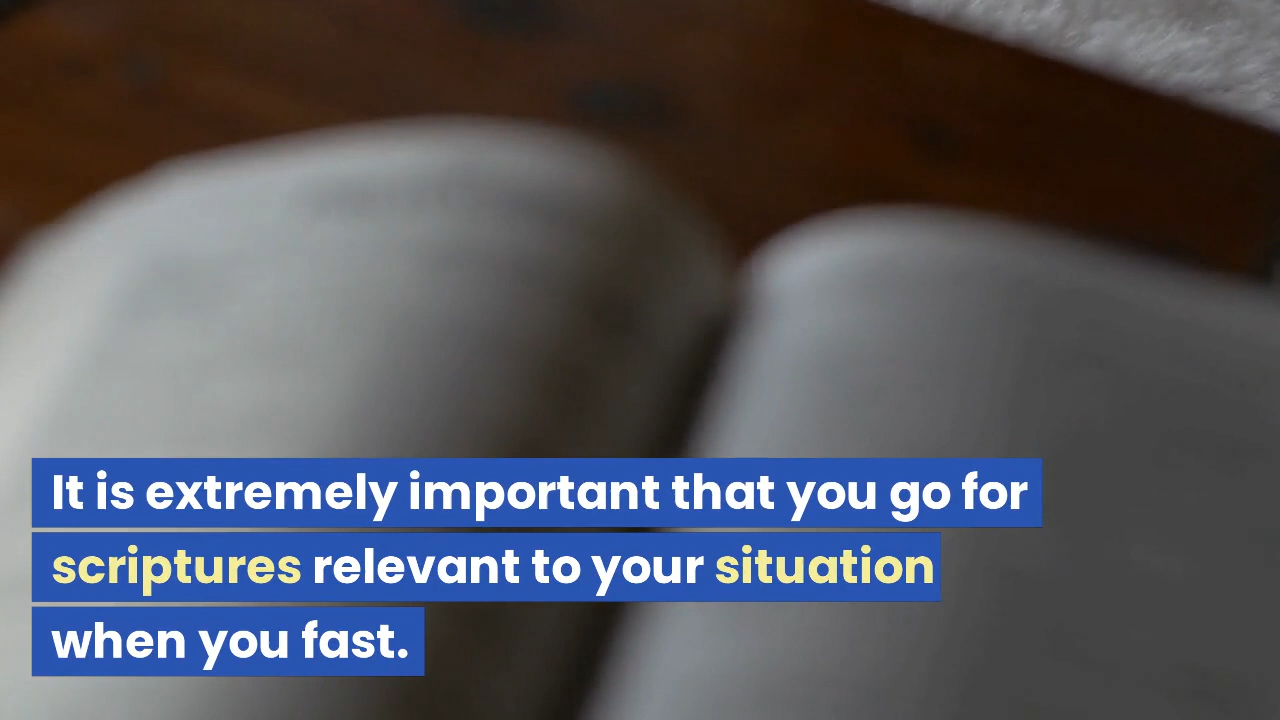 It is extremely important that you go for
scriptures relevant to your situation
when you fast.